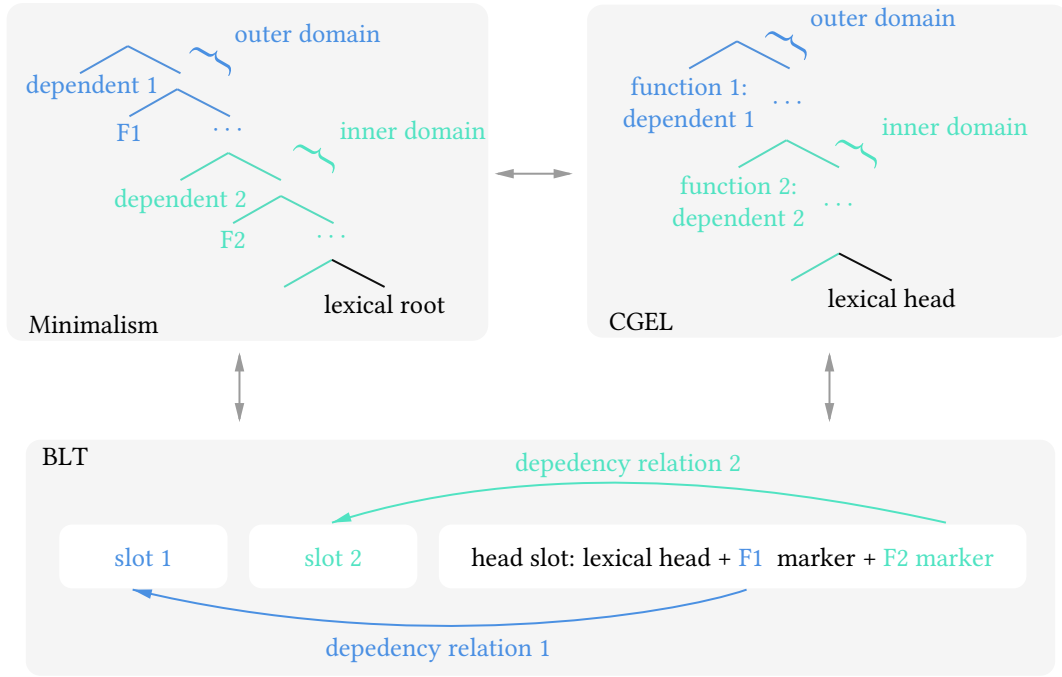 outer domain
dependent 1
F1
. . .
inner domain
dependent 2
F2
. . .
lexical root
Minimalism
outer domain
function 1:
dependent 1
. . .
inner domain
function 2:
dependent 2
. . .
lexical head
CGEL
BLT
depedency relation 2
slot 1
slot 2
head slot: lexical head + F1 marker + F2 marker
depedency relation 1